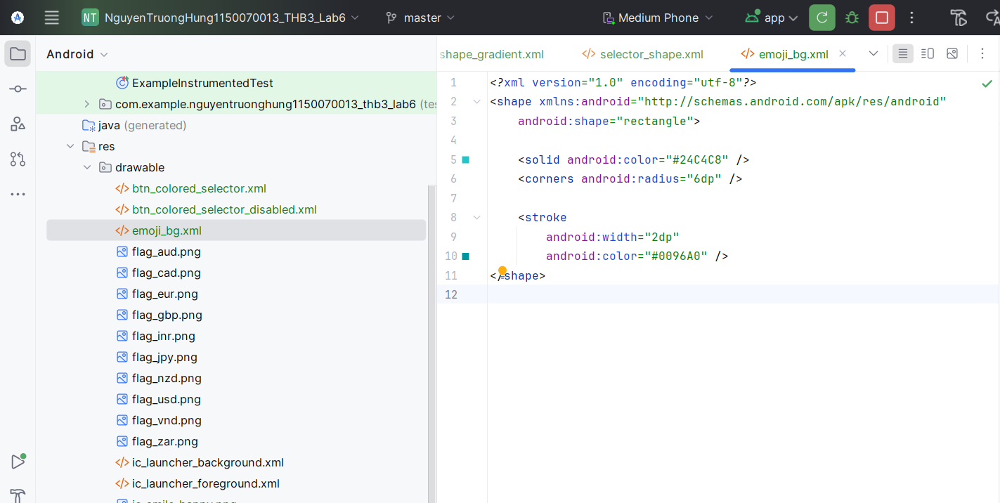 NT NguyenTruongHung1150070013_THB3_Lab6 master Medium Phone app
Android
ExampleInstrumentedTest
com.example.nguyentruonghung1150070013_thb3_lab6 (tes
java (generated)
res
drawable
btn_colored_selector.xml
btn_colored_selector_disabled.xml
emoji_bg.xml
flag_aud.png
flag_cad.png
flag_eur.png
flag_gbp.png
flag_inr.png
flag_jpy.png
flag_nzd.png
flag_usd.png
flag_vnd.png
flag_zar.png
ic_launcher_background.xml
ic_launcher_foreground.xml
shape_gradient.xml selector_shape.xml emoji_bg.xml
1 <?xml version="1.0" encoding="utf-8"?>
2 <shape xmlns:android="http://schemas.android.com/apk/res/android"
3 android:shape="rectangle">
4
5 <solid android:color="#24C4C8" />
6 <corners android:radius="6dp" />
7
8 <stroke
9 android:width="2dp"
10 android:color="#0096A0" />
11 </shape>
12